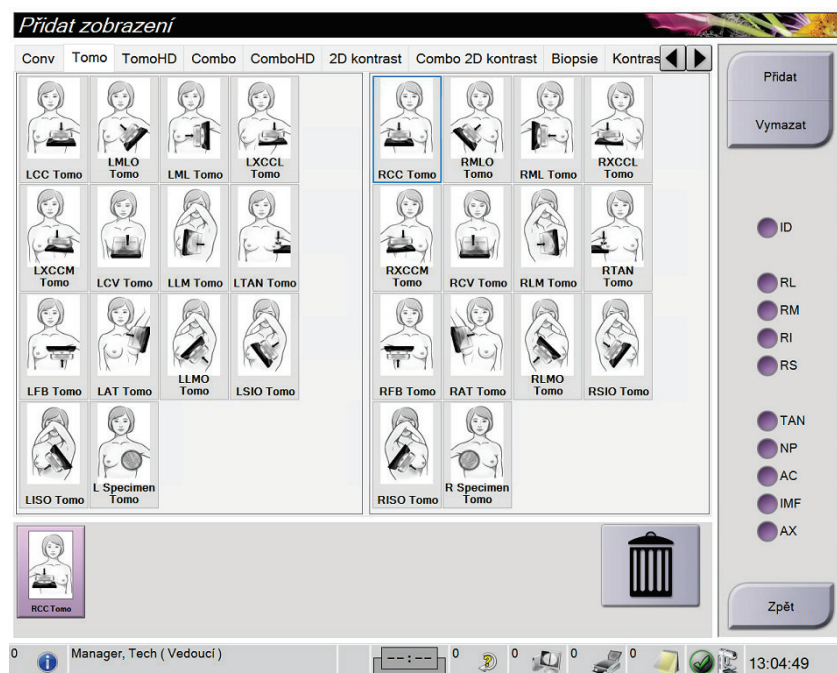 Přidat zobrazení
Conv Tomo TomoHD Combo ComboHD 2D kontrast Combo 2D kontrast Biopsie Kontras
Přidat
Vymazat
LCC Tomo
LMLO
Tomo
LML Tomo
LXCCL
Tomo
RCC Tomo
RMLO
Tomo
RML Tomo
RXCCL
Tomo
LXCCM
Tomo
LCV Tomo
LLM Tomo
LTAN Tomo
RXCCM
Tomo
RCV Tomo
RLM Tomo
RTAN
Tomo
LFB Tomo
LAT Tomo
LLMO
Tomo
LSIO Tomo
RFB Tomo
RAT Tomo
RLMO
Tomo
RSIO Tomo
LISO Tomo
L Specimen
Tomo
RISO Tomo
R Specimen
Tomo
ID
RL
RM
RI
RS
TAN
NP
AC
IMF
AX
RCC Tomo
Zpět
0 Manager, Tech ( Vedoucí ) --:-- 0 0 0 0 13:04:49